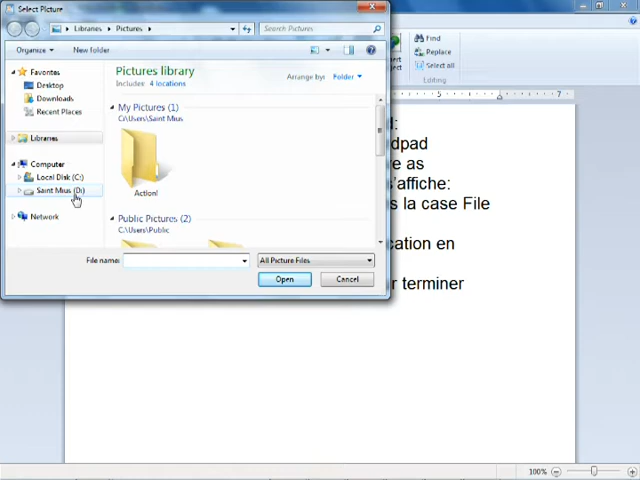 Select Picture
Libraries Pictures
Search Pictures
Organize New folder
Favorites
Desktop
Downloads
Recent Places
Libraries
Computer
Local Disk (C:)
Saint Mius (D:)
Network
Pictures library
Includes: 4 locations
Arrange by: Folder
My Pictures (1)
C:\Users\Saint Mius
Action!
Public Pictures (2)
C:\Users\Public
File name: All Picture Files
Open Cancel
Find
Replace
Select all
Editing
5 6 7
d:
dpad
e as
s'affiche:
s la case File
cation en
r terminer
100%